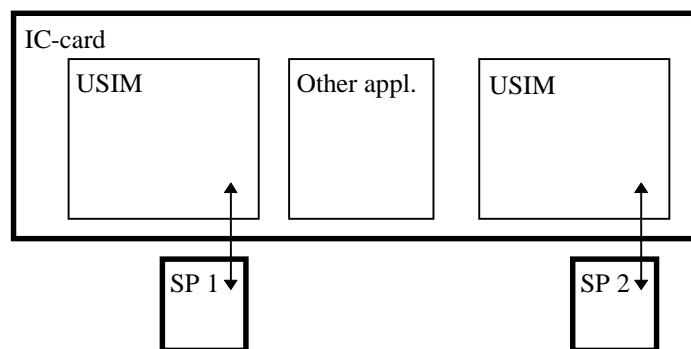 IC-card
USIM
Other appl.
USIM
SP 1
SP 2